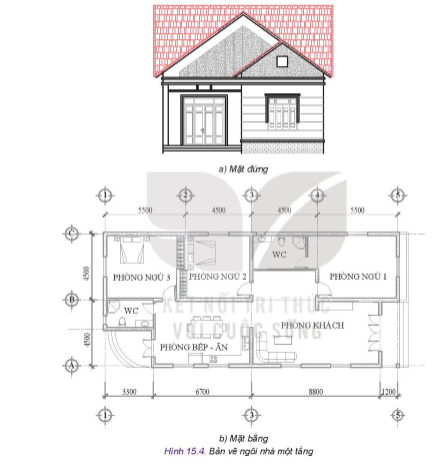 a) Mặt đứng
1 2 3 4 5
5500 4500 4500 5500
C
4500
PHÒNG NGỦ 3 PHÒNG NGỦ 2 WC PHÒNG NGỦ 1
B
KẾT NỐI TRI THỨC
WC
VỚI CUỘC SỐNG
PHÒNG KHÁCH
4500
PHÒNG BẾP - ĂN
A
3300 6700 8800 1200
1 3 5
b) Mặt bằng
Hình 15.4. Bản vẽ ngôi nhà một tầng